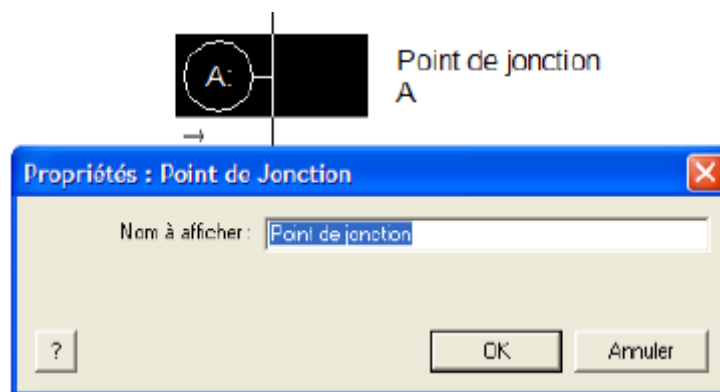 A:
Point de jonction
A
→
Propriétés : Point de Jonction
Nom à afficher :
Point de jonction
?
OK
Annuler